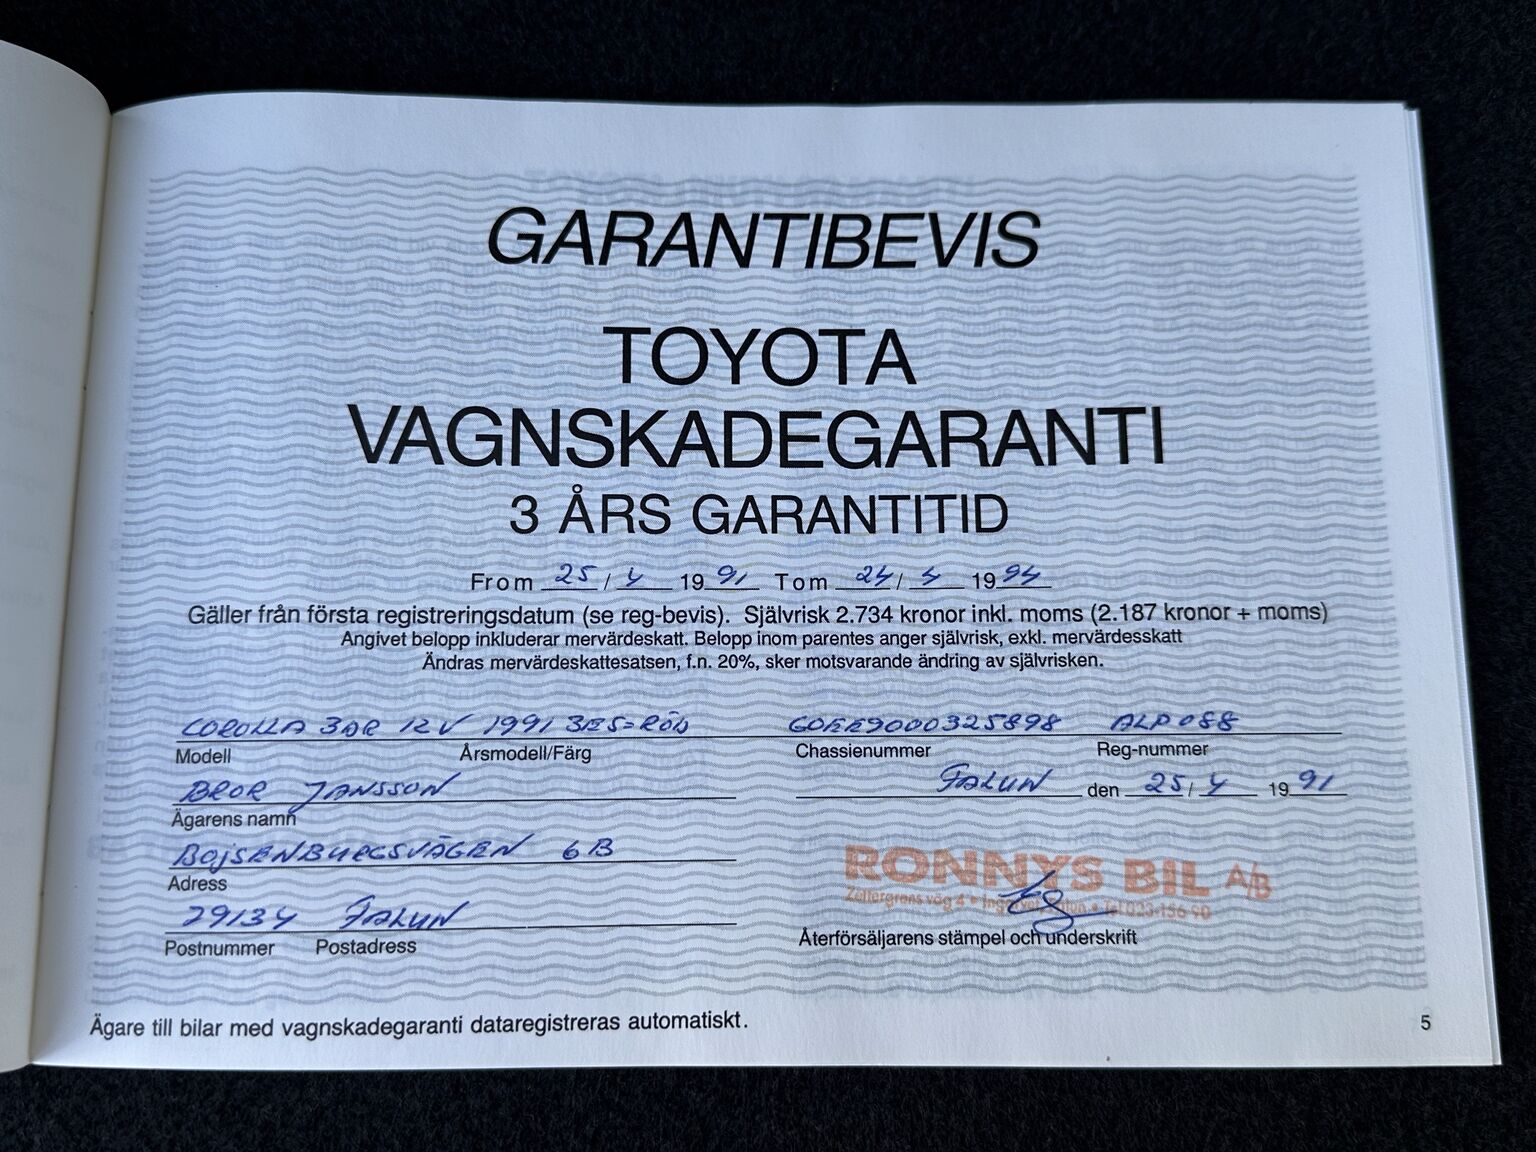 GARANTIBEVIS
TOYOTA
VAGNSKADEGARANTI
3 ÅRS GARANTITID
From 25 / 4 1991 Tom 24 / 4 1994
Gäller från första registreringsdatum (se reg-bevis). Självrisk 2.734 kronor inkl. moms (2.187 kronor + moms)
Angivet belopp inkluderar mervärdeskatt. Belopp inom parentes anger självrisk, exkl. mervärdesskatt
Ändras mervärdeskattesatsen, f.n. 20%, sker motsvarande ändring av självrisken.
COROLLA 3DR 12V 1991 3E5=RÖD EE9000325898 ALP088
Modell Årsmodell/Färg Chassienummer Reg-nummer
BROR JANSSON FALUN den 25 / 4 1991
Ägarens namn
BOJSENBURGSVÄGEN 6B
Adress
RONNYS BIL A/B
79134 FALUN
Postnummer Postadress
Återförsäljarens stämpel och underskrift
Ägare till bilar med vagnskadegaranti dataregistreras automatiskt.
5